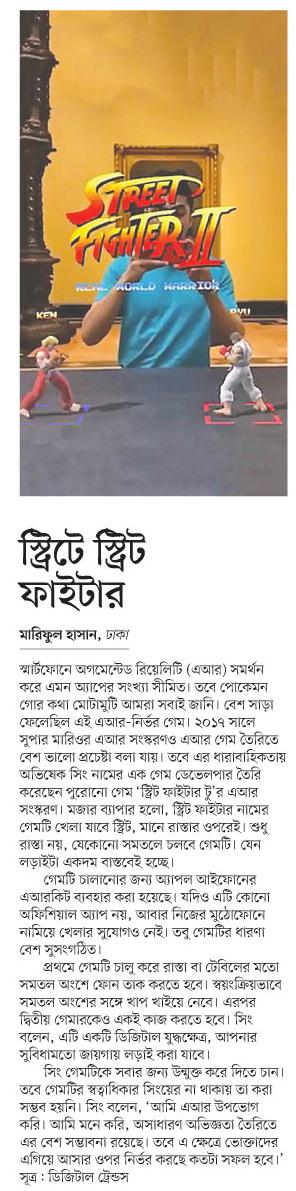 STREET
FIGHTER II
REAL WORLD WARRIOR
KEN
RYU
স্ট্রিটে স্ট্রিট
ফাইটার
মারিফুল হাসান, ঢাকা
স্মার্টফোনে অগমেন্টেড রিয়েলিটি (এআর) সমর্থন
করে এমন অ্যাপের সংখ্যা সীমিত। তবে পোকেমন
গোর কথা মোটামুটি আমরা সবাই জানি। বেশ সাড়া
ফেলেছিল এই এআর-নির্ভর গেম। ২০১৭ সালে
সুপার মারিওর এআর সংস্করণও এআর গেম তৈরিতে
বেশ ভালো প্রচেষ্টা বলা যায়। তবে এর ধারাবাহিকতায়
অভিষেক সিং নামের এক গেম ডেভেলপার তৈরি
করেছেন পুরোনো গেম ‘স্ট্রিট ফাইটার টু’র এআর
সংস্করণ। মজার ব্যাপার হলো, স্ট্রিট ফাইটার নামের
গেমটি খেলা যাবে স্ট্রিট, মানে রাস্তার ওপরেই। শুধু
রাস্তা নয়, যেকোনো সমতলে চলবে গেমটি। যেন
লড়াইটা একদম বাস্তবেই হচ্ছে।
গেমটি চালানোর জন্য অ্যাপল আইফোনের
এআরকিট ব্যবহার করা হয়েছে। যদিও এটি কোনো
অফিশিয়াল অ্যাপ নয়, আবার নিজের মুঠোফোনে
নামিয়ে খেলার সুযোগও নেই। তবু গেমটির ধারণা
বেশ সুসংগঠিত।
প্রথমে গেমটি চালু করে রাস্তা বা টেবিলের মতো
সমতল অংশে ফোন তাক করতে হবে। স্বয়ংক্রিয়ভাবে
সমতল অংশের সঙ্গে খাপ খাইয়ে নেবে। এরপর
দ্বিতীয় গেমারকেও একই কাজ করতে হবে। সিং
বলেন, এটি একটি ডিজিটাল যুদ্ধক্ষেত্র, আপনার
সুবিধামতো জায়গায় লড়াই করা যাবে।
সিং গেমটিকে সবার জন্য উন্মুক্ত করে দিতে চান।
তবে গেমটির স্বত্বাধিকার সিংয়ের না থাকায় তা করা
সম্ভব হয়নি। সিং বলেন, ‘আমি এআর উপভোগ
করি। আমি মনে করি, অসাধারণ অভিজ্ঞতা তৈরিতে
এর বেশ সম্ভাবনা রয়েছে। তবে এ ক্ষেত্রে ভোক্তাদের
এগিয়ে আসার ওপর নির্ভর করছে কতটা সফল হবে।’
সূত্র : ডিজিটাল ট্রেন্ডস